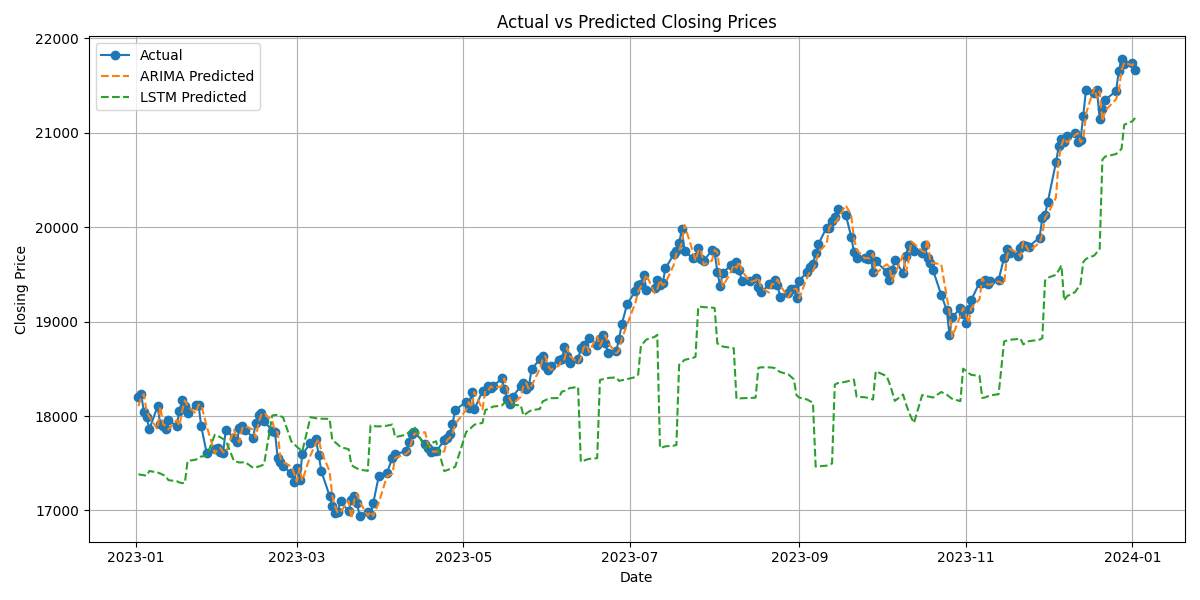 Actual vs Predicted Closing Prices
Actual
ARIMA Predicted
LSTM Predicted
Closing Price
22000
21000
20000
19000
18000
17000
2023-01
2023-03
2023-05
2023-07
2023-09
2023-11
2024-01
Date